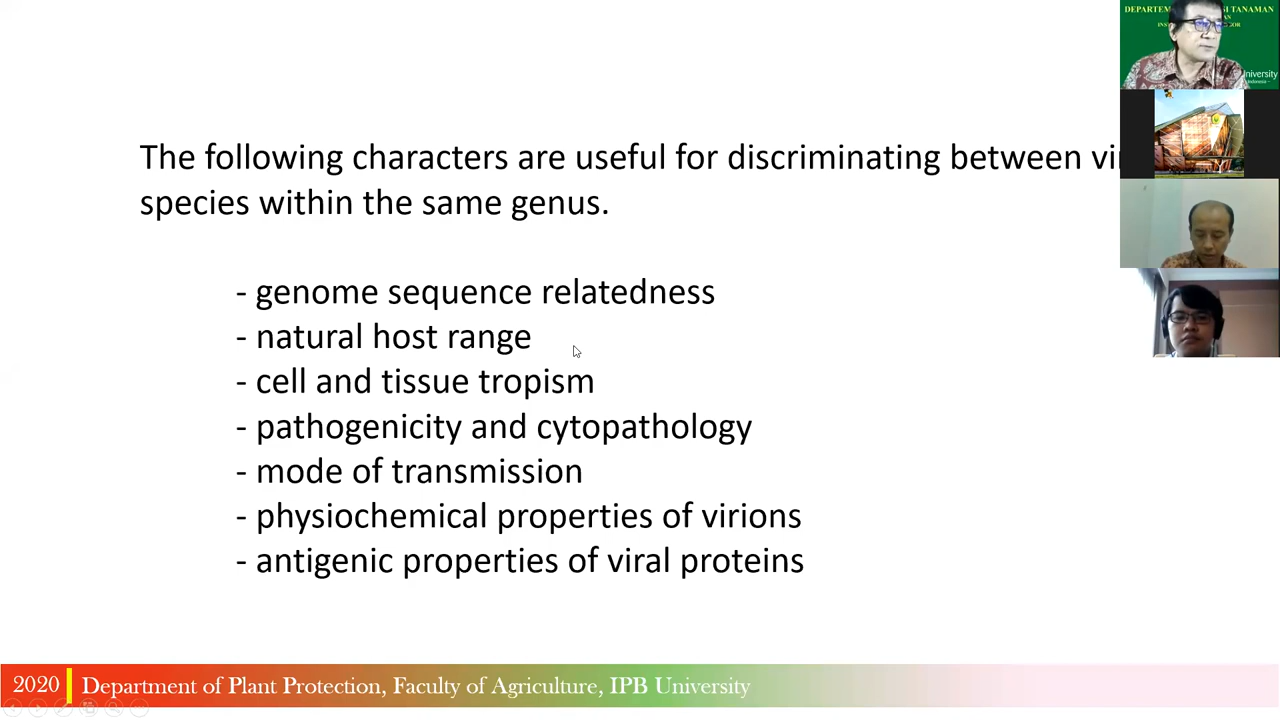 The following characters are useful for discriminating between
species within the same genus.
- genome sequence relatedness
- natural host range
- cell and tissue tropism
- pathogenicity and cytopathology
- mode of transmission
- physiochemical properties of virions
- antigenic properties of viral proteins
2020 Department of Plant Protection, Faculty of Agriculture, IPB University
TANAMAN